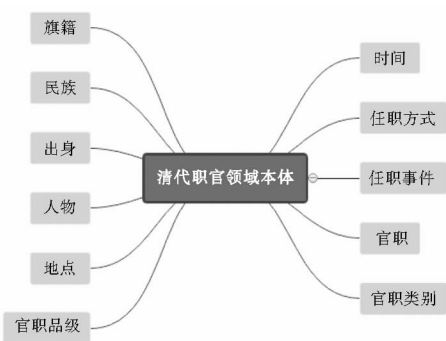 旗籍
民族
出身
人物
地点
官职品级
清代职官领域本体
时间
任职方式
任职事件
官职
官职类别